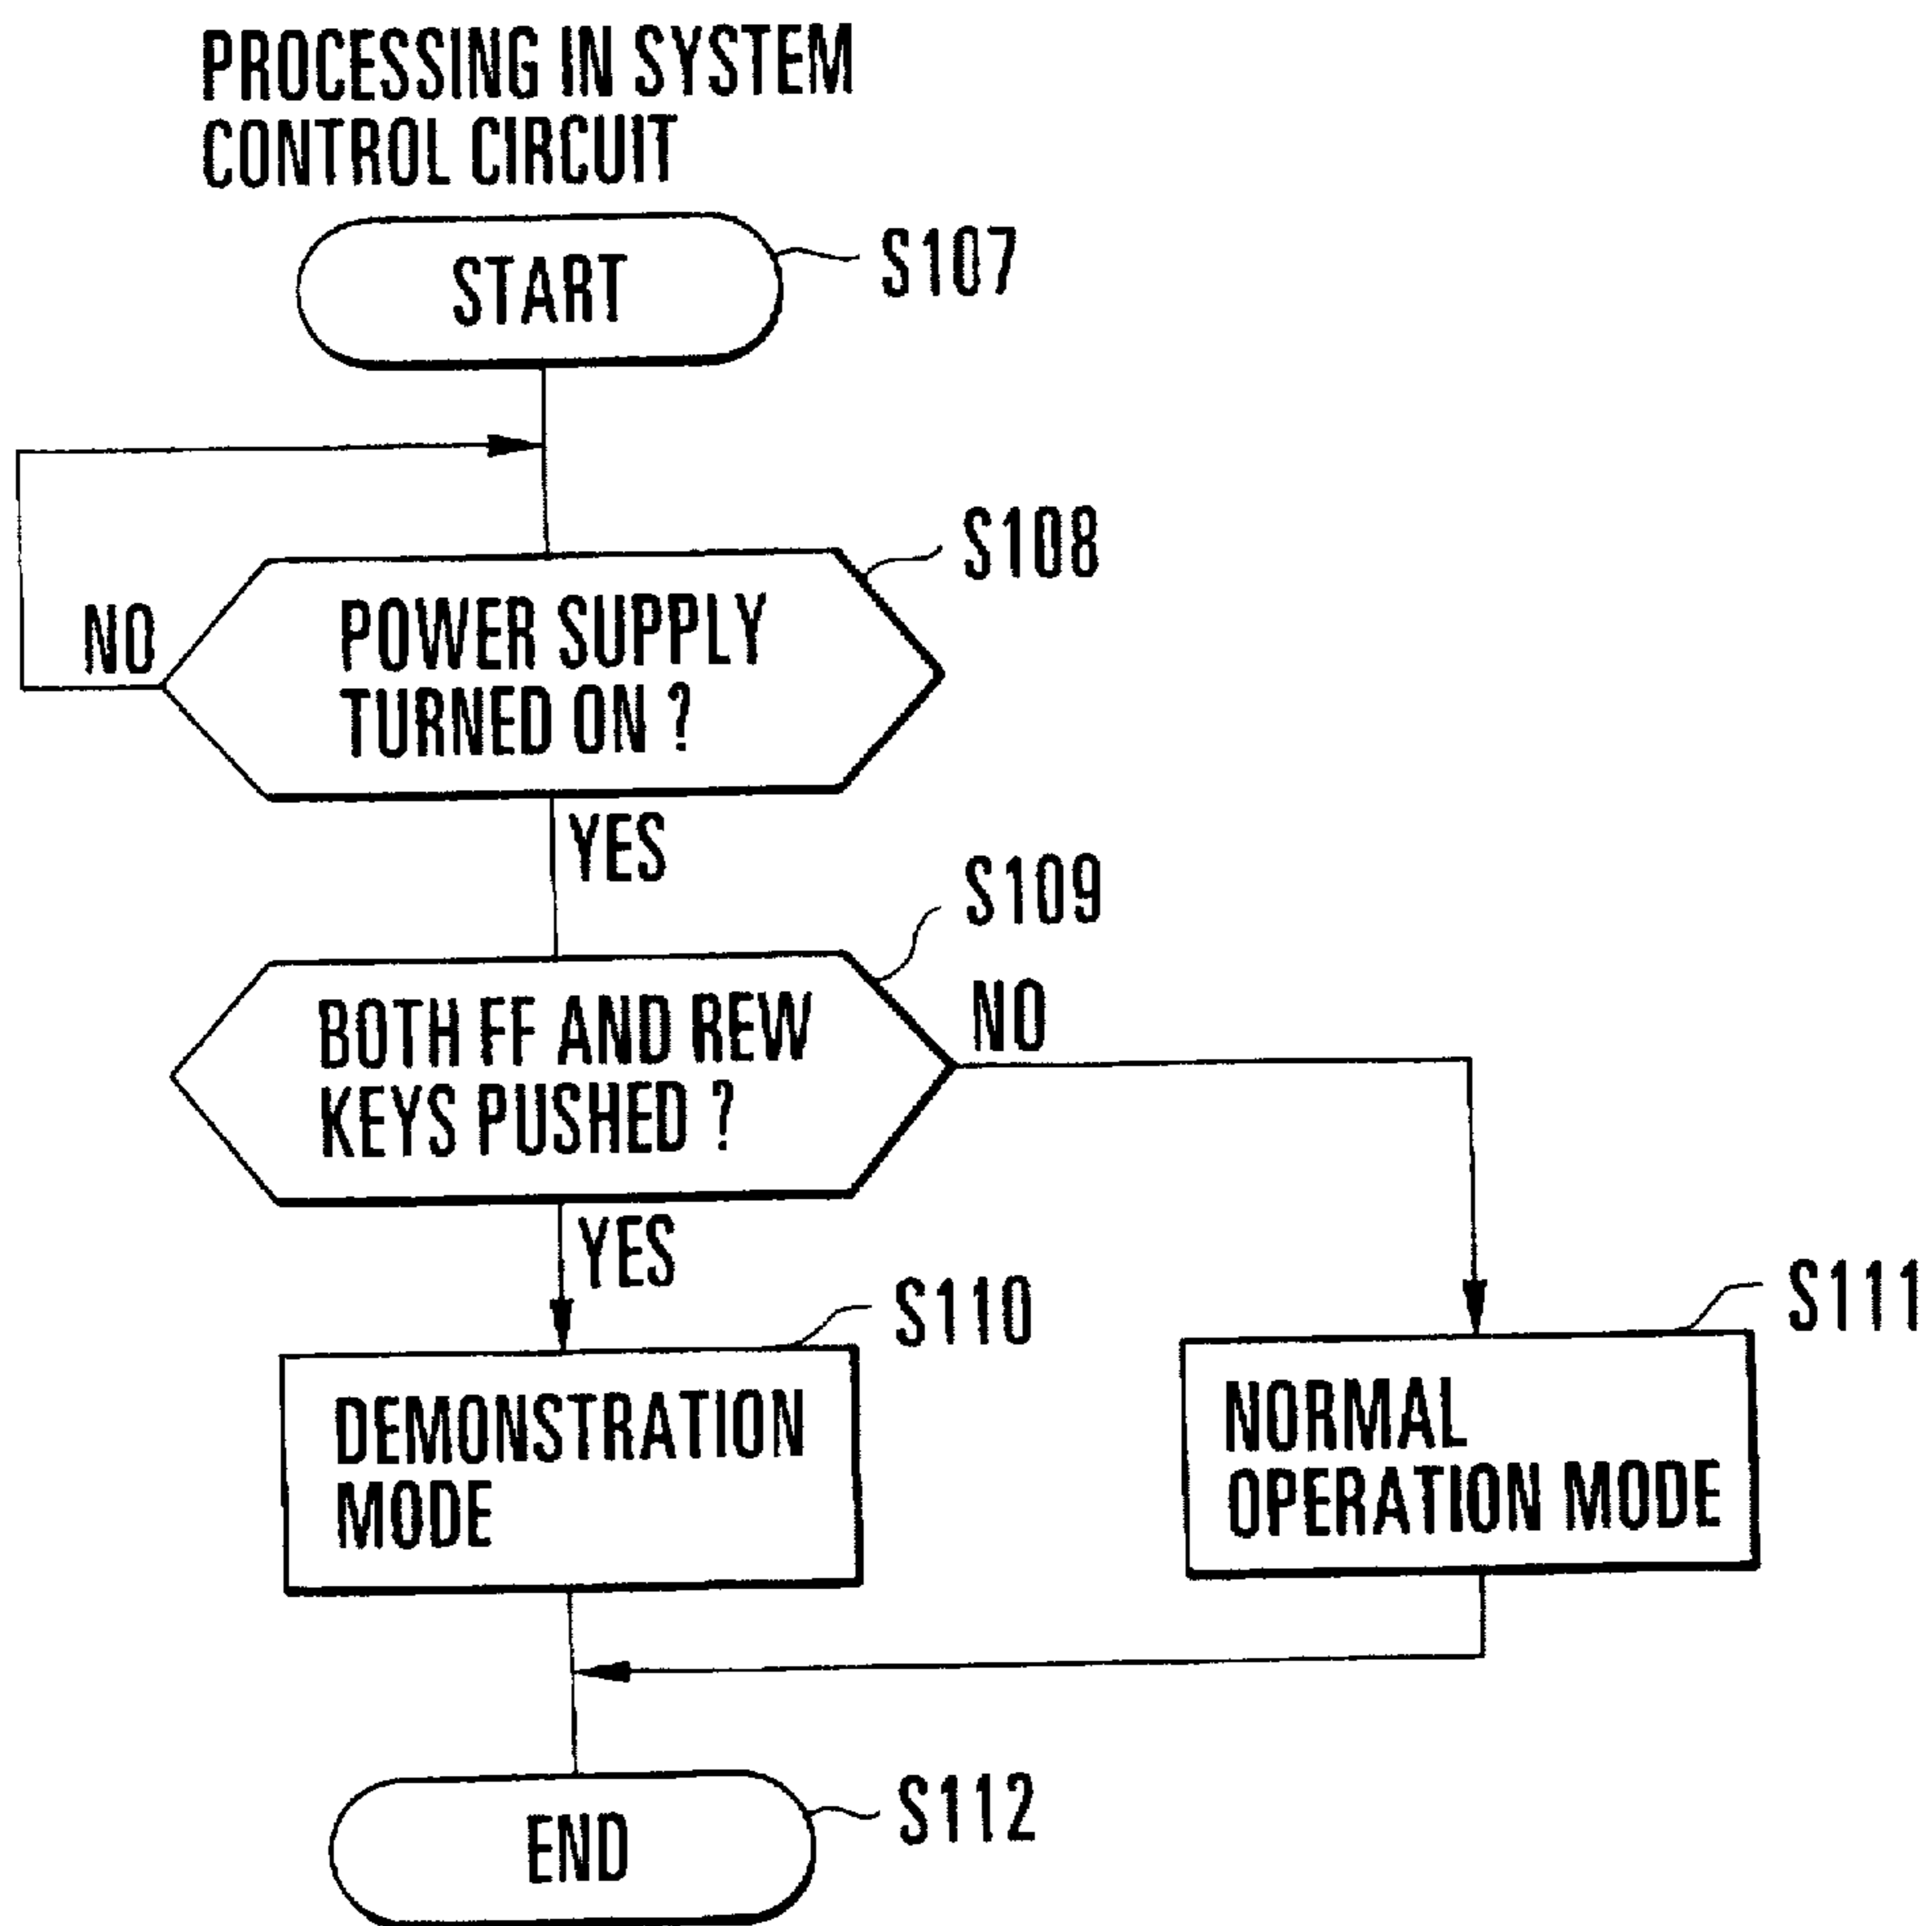 PROCESSING IN SYSTEM
CONTROL CIRCUIT
START
S107
S108
NO
POWER SUPPLY
TURNED ON ?
YES
S109
BOTH FF AND REW
KEYS PUSHED ?
NO
YES
S110
S111
DEMONSTRATION
MODE
NORMAL
OPERATION MODE
END
S112